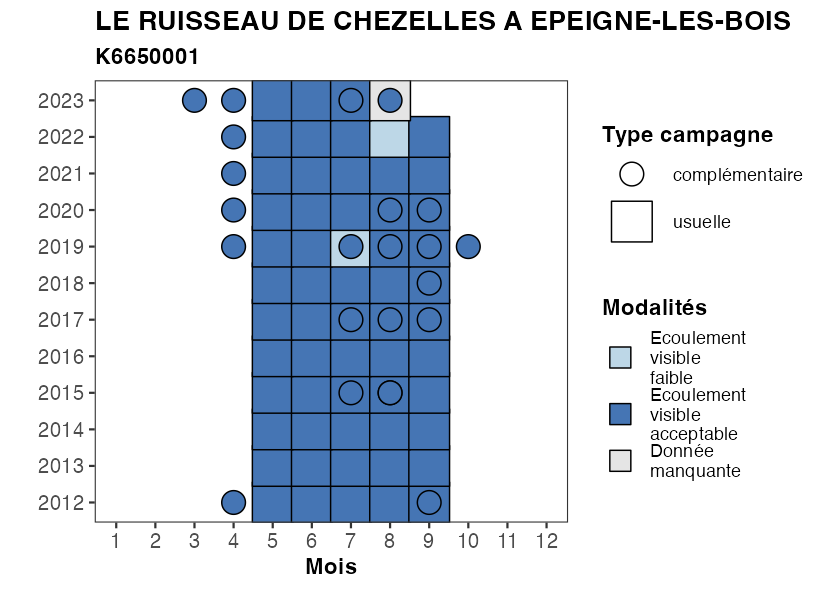 LE RUISSEAU DE CHEZELLES A EPEIGNE-LES-BOIS
K6650001
2023
2022
2021
2020
2019
2018
2017
2016
2015
2014
2013
2012
1 2 3 4 5 6 7 8 9 10 11 12
Mois
Type campagne
complémentaire
usuelle
Modalités
Ecoulement
visible
faible
Ecoulement
visible
acceptable
Donnée
manquante